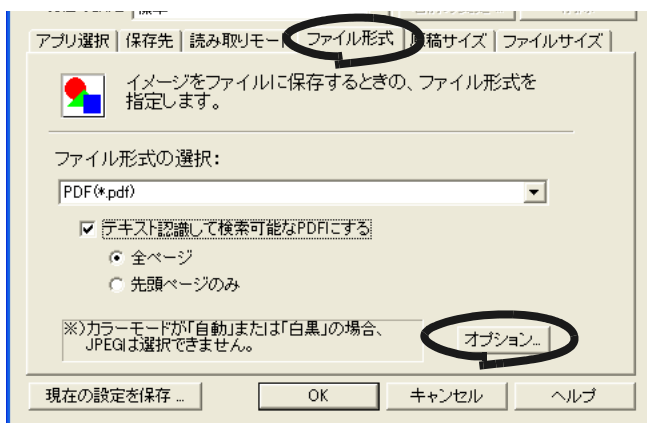 アプリ選択 保存先 読み取りモード ファイル形式 原稿サイズ ファイルサイズ
イメージをファイルに保存するときの、ファイル形式を
指定します。
ファイル形式の選択:
PDF(*.pdf)
テキスト認識して検索可能なPDFにする
全ページ
先頭ページのみ
※)カラーモードが「自動」または「白黒」の場合、
JPEGは選択できません。
オプション...
現在の設定を保存 ... OK キャンセル ヘルプ